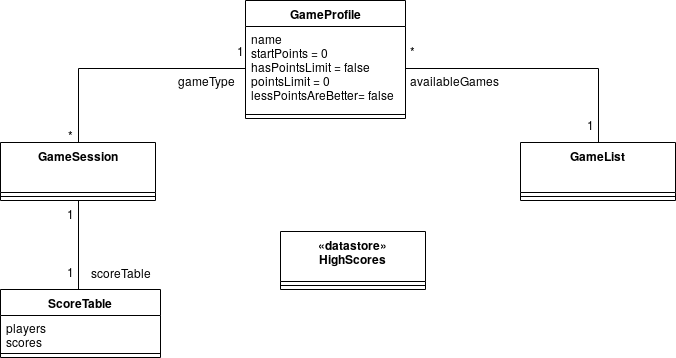 GameProfile
name
startPoints = 0
hasPointsLimit = false
pointsLimit = 0
lessPointsAreBetter= false
1
*
gameType
availableGames
*
1
GameSession
GameList
1
«datastore»
HighScores
1
scoreTable
ScoreTable
players
scores